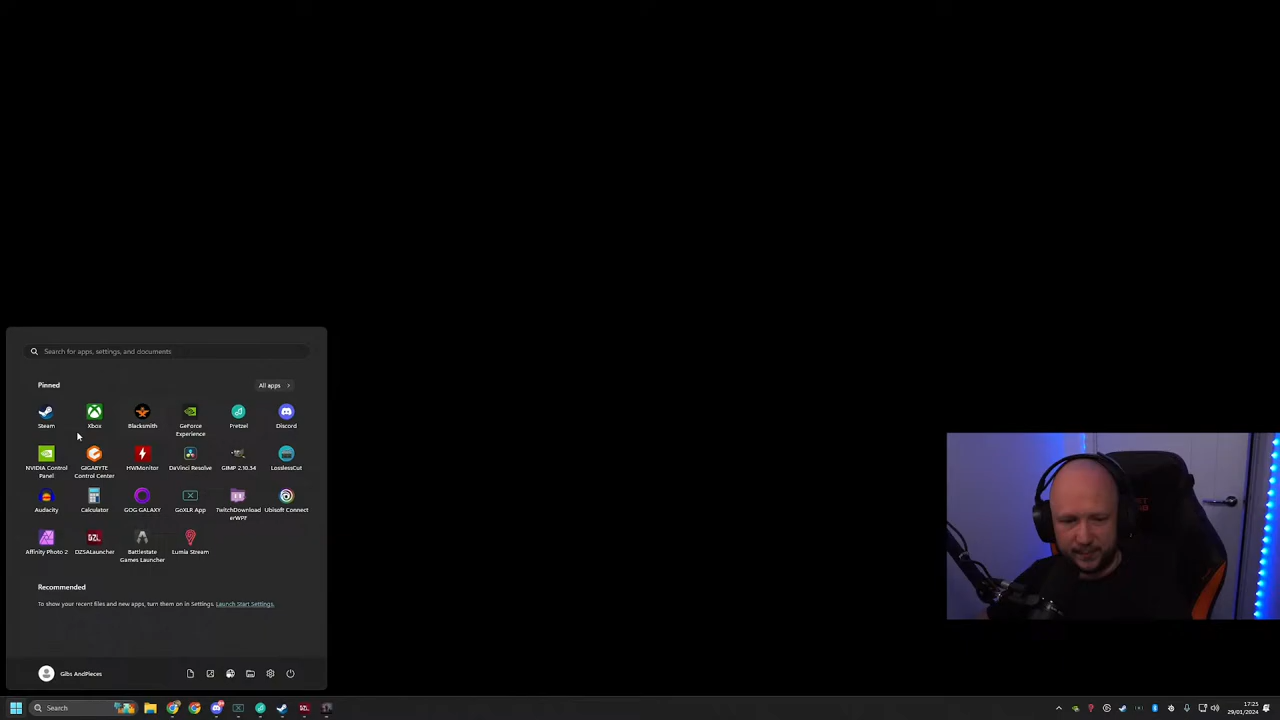 Search for apps, settings, and documents
Pinned
All apps
Steam
Xbox
Blacksmith
GeForce Experience
Pretzel
Discord
NVIDIA Control Panel
GIGABYTE Control Center
HWMonitor
DaVinci Resolve
GIMP 2.10.34
LosslessCut
Audacity
Calculator
GOG GALAXY
GoXLR App
TwitchDownloaderWPF
Ubisoft Connect
Affinity Photo 2
DZSALauncher
Battlestate Games Launcher
Lumia Stream
Recommended
To show your recent files and new apps, turn them on in Settings. Launch Start Settings.
Gibs AndPieces
Search
17:25
29/01/2024